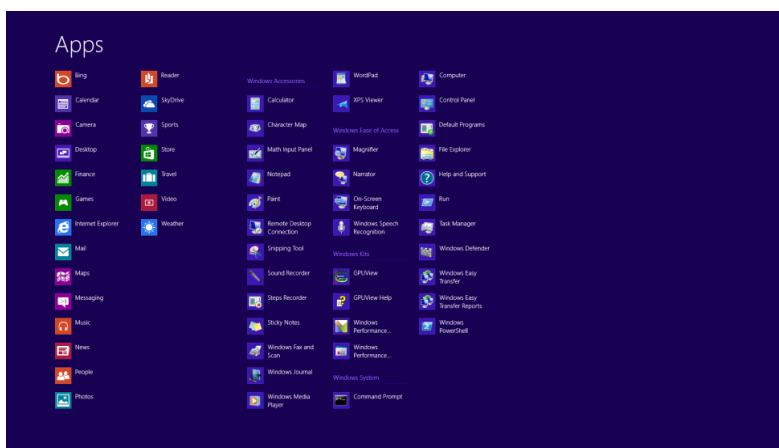 Apps
Bing
Calendar
Camera
Desktop
Finance
Games
Internet Explorer
Mail
Maps
Messaging
Music
News
People
Photos
Reader
SkyDrive
Sports
Store
Travel
Video
Weather
Windows Accessories
Calculator
Character Map
Math Input Panel
Notepad
Paint
Remote Desktop
Connection
Snipping Tool
Sound Recorder
Steps Recorder
Sticky Notes
Windows Fax and
Scan
Windows Journal
Windows Media
Player
WordPad
XPS Viewer
Windows Ease of Access
Magnifier
Narrator
On-Screen
Keyboard
Windows Speech
Recognition
Windows Kits
GPUView
GPUView Help
Windows
Performance...
Windows
Performance...
Windows System
Command Prompt
Computer
Control Panel
Default Programs
File Explorer
Help and Support
Run
Task Manager
Windows Defender
Windows Easy
Transfer
Windows Easy
Transfer Reports
Windows
PowerShell